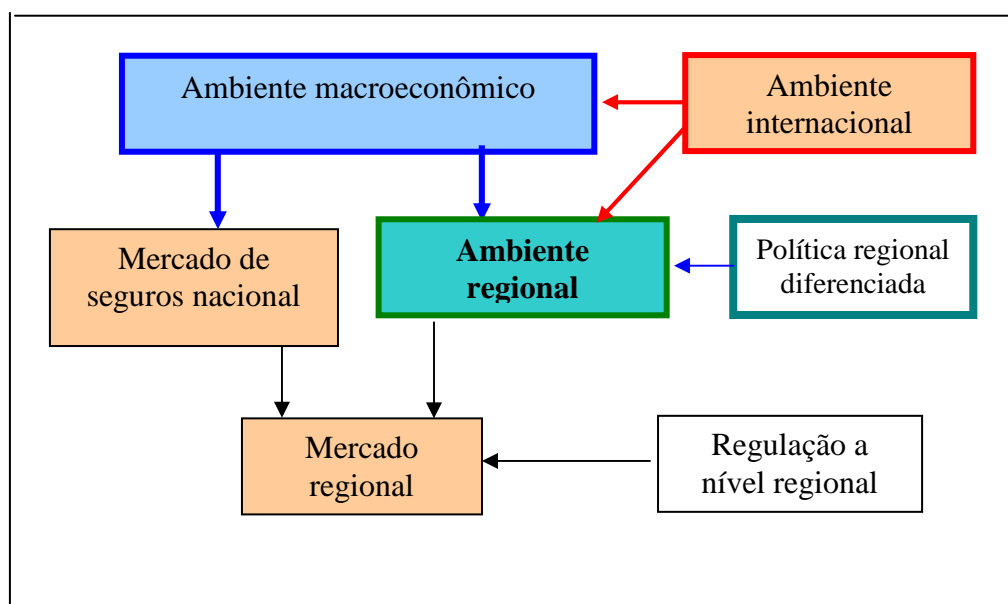 Ambiente macroeconômico
Ambiente
internacional
Mercado de
seguros nacional
Ambiente
regional
Política regional
diferenciada
Mercado
regional
Regulação a
nível regional